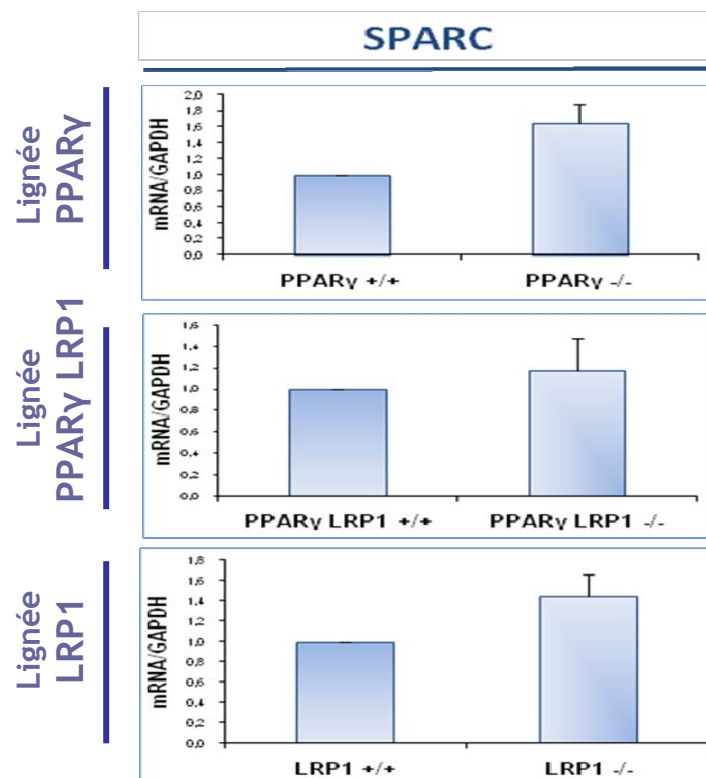 SPARC
Lignée
PPARγ
mRNA/GAPDH
2,0
1,8
1,6
1,4
1,2
1,0
0,8
0,6
0,4
0,2
0,0
PPARγ +/+
PPARγ -/-
Lignée
PPARγ LRP1
mRNA/GAPDH
1,6
1,4
1,2
1,0
0,8
0,6
0,4
0,2
0,0
PPARγ LRP1 +/+
PPARγ LRP1 -/-
Lignée
LRP1
mRNA/GAPDH
1,8
1,6
1,4
1,2
1,0
0,8
0,6
0,4
0,2
0,0
LRP1 +/+
LRP1 -/-